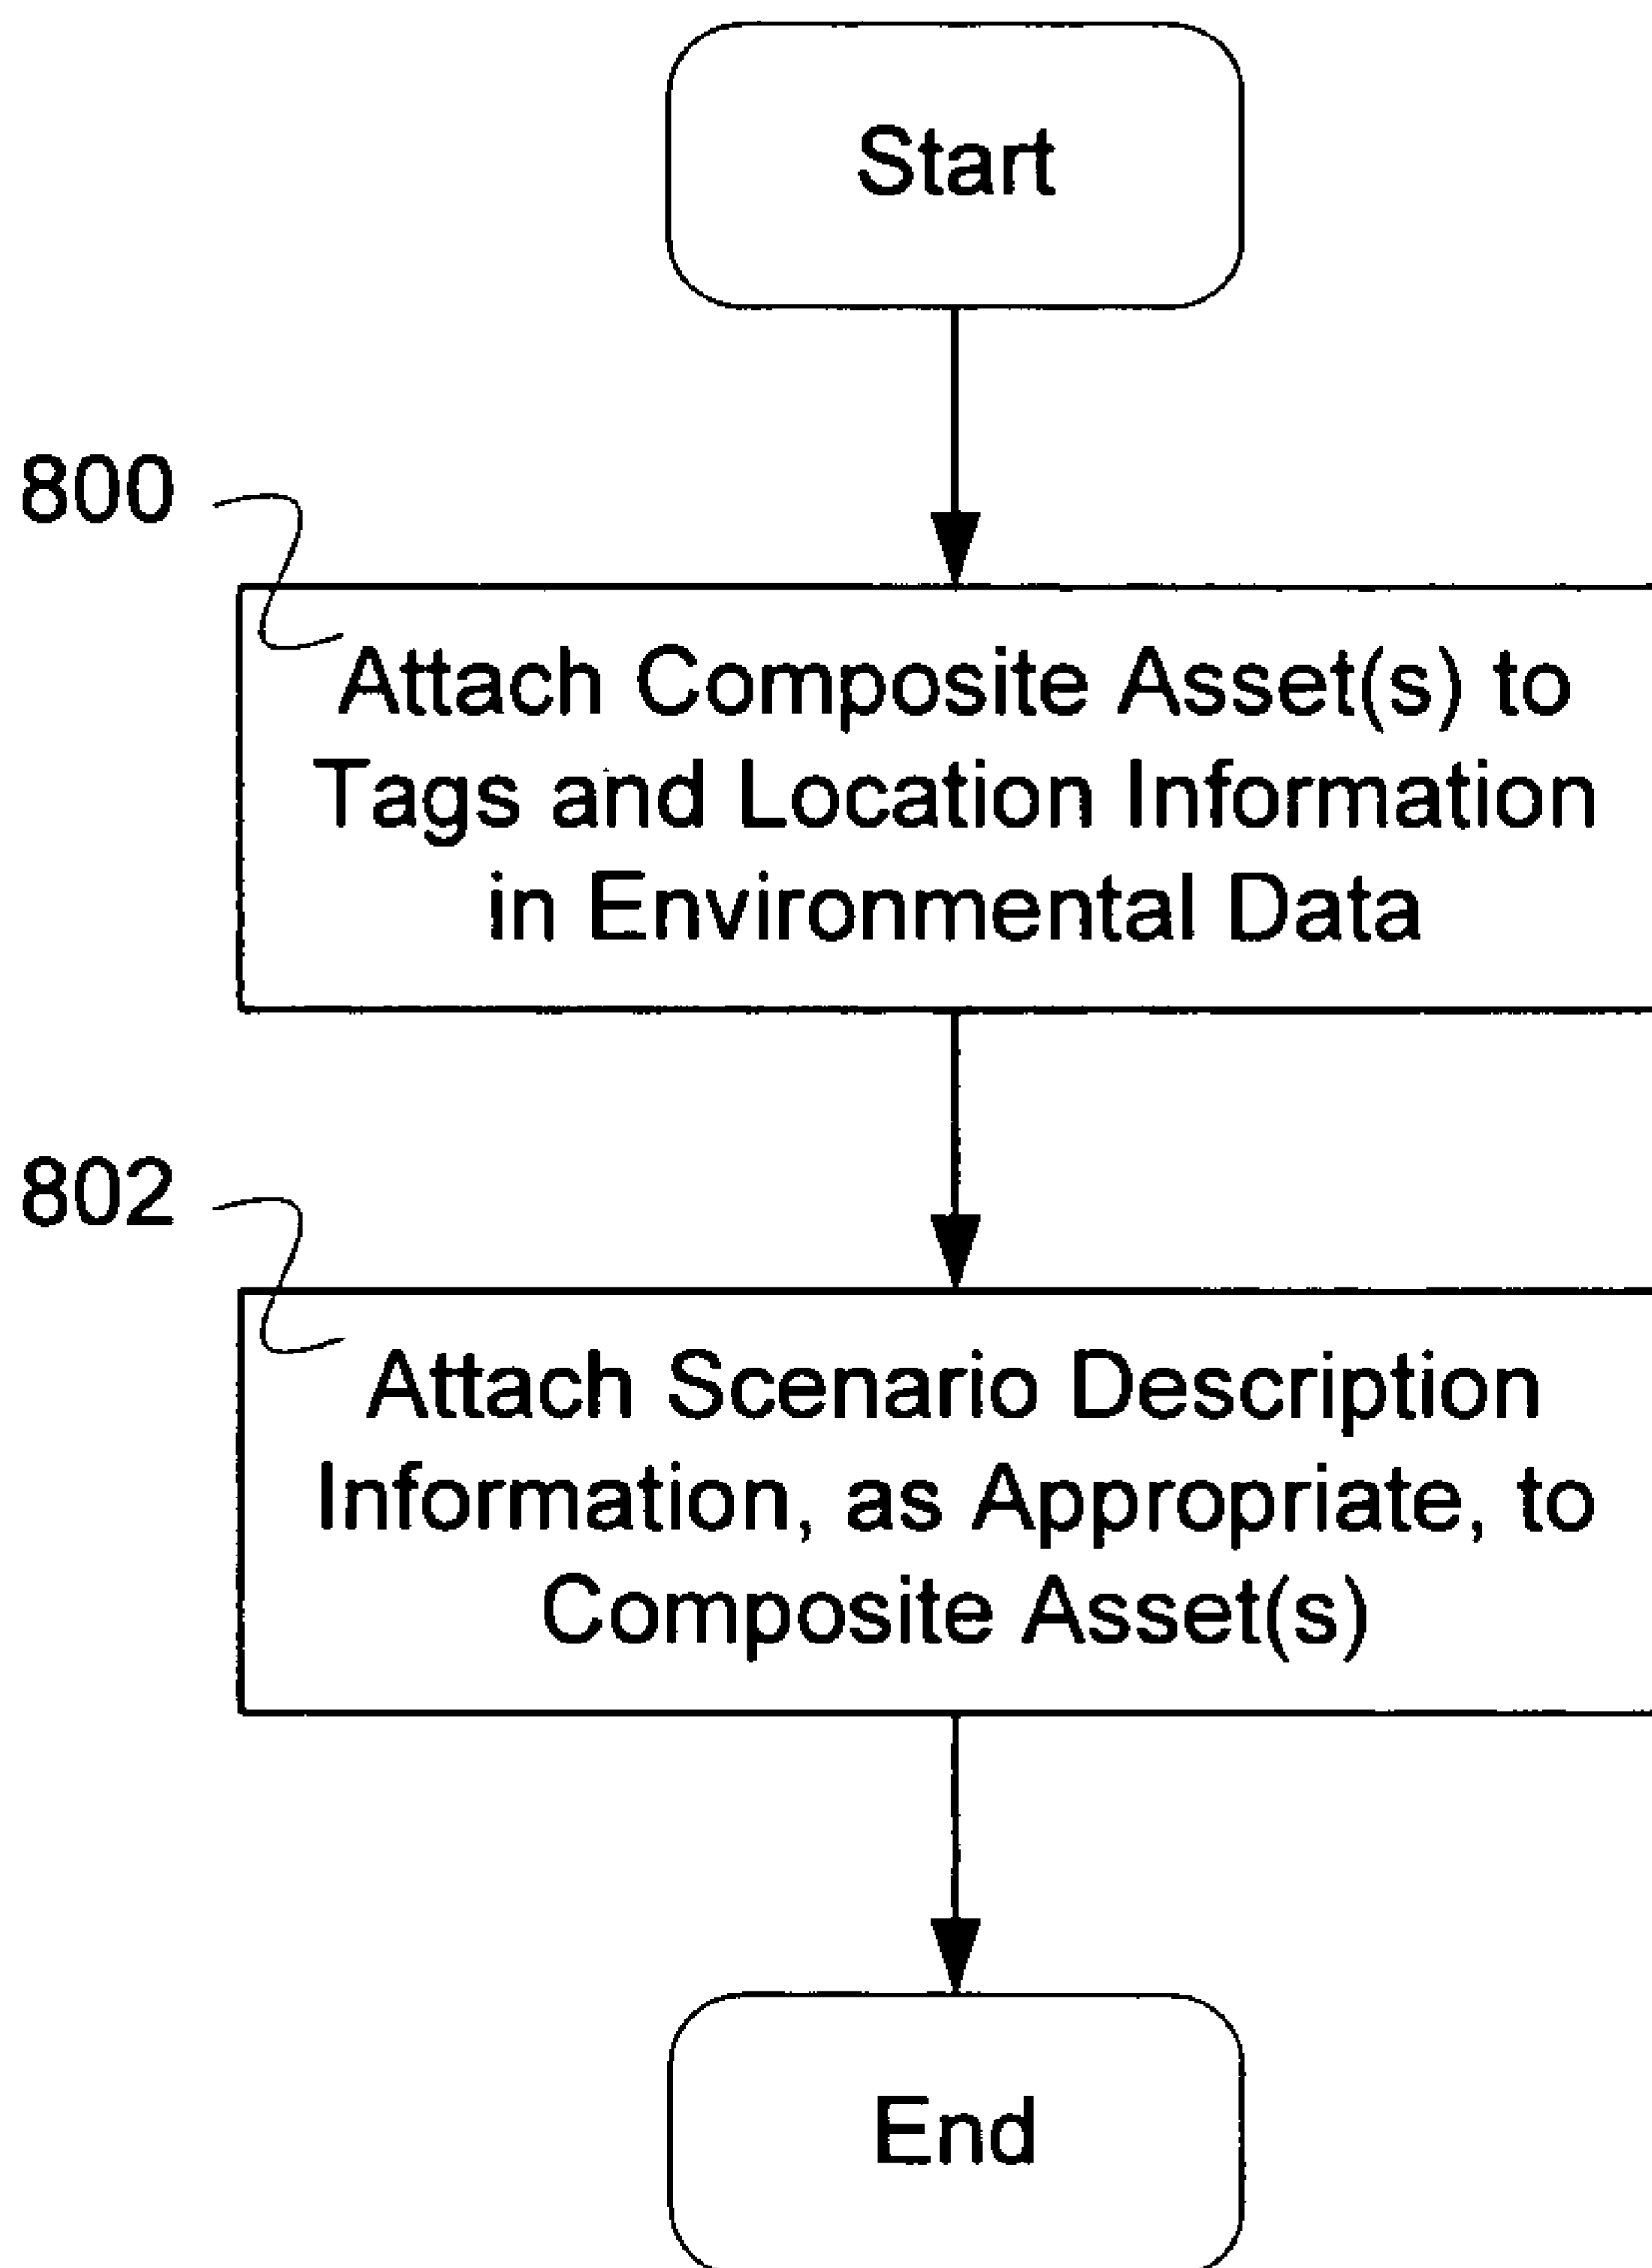 Start
800
Attach Composite Asset(s) to
Tags and Location Information
in Environmental Data
802
Attach Scenario Description
Information, as Appropriate, to
Composite Asset(s)
End